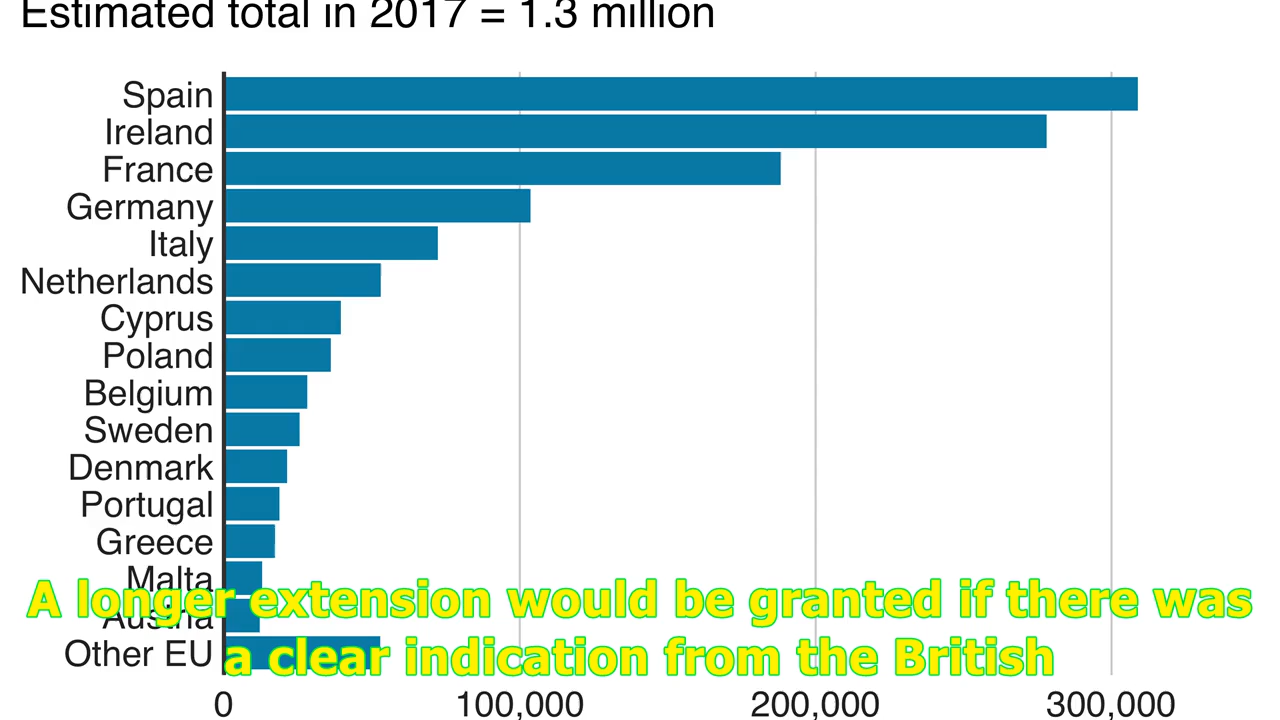 Estimated total in 2017 = 1.3 million
Spain
Ireland
France
Germany
Italy
Netherlands
Cyprus
Poland
Belgium
Sweden
Denmark
Portugal
Greece
Malta
Austria
Other EU
A longer extension would be granted if there was
a clear indication from the British
0 100,000 200,000 300,000